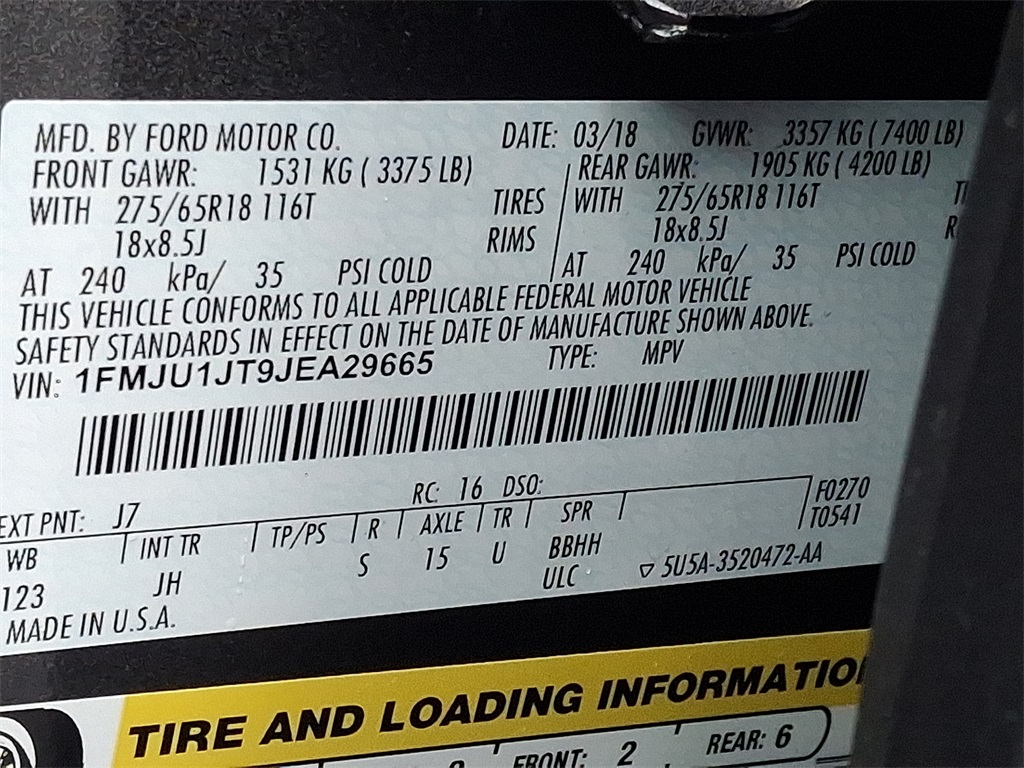 MFD. BY FORD MOTOR CO. DATE: 03/18 GVWR: 3357 KG ( 7400 LB)
FRONT GAWR: 1531 KG ( 3375 LB) REAR GAWR: 1905 KG ( 4200 LB)
WITH 275/65R18 116T TIRES WITH 275/65R18 116T TI
18x8.5J RIMS 18x8.5J R
AT 240 kPa/ 35 PSI COLD AT 240 kPa/ 35 PSI COLD
THIS VEHICLE CONFORMS TO ALL APPLICABLE FEDERAL MOTOR VEHICLE
SAFETY STANDARDS IN EFFECT ON THE DATE OF MANUFACTURE SHOWN ABOVE.
VIN: 1FMJU1JT9JEA29665 TYPE: MPV
EXT PNT: J7 RC: 16 DSO: F0270
WB INT TR TP/PS R AXLE TR SPR T0541
123 JH S 15 U BBHH
ULC ▽ 5U5A-3520472-AA
MADE IN U.S.A.
TIRE AND LOADING INFORMATIO
FRONT: 2 REAR: 6